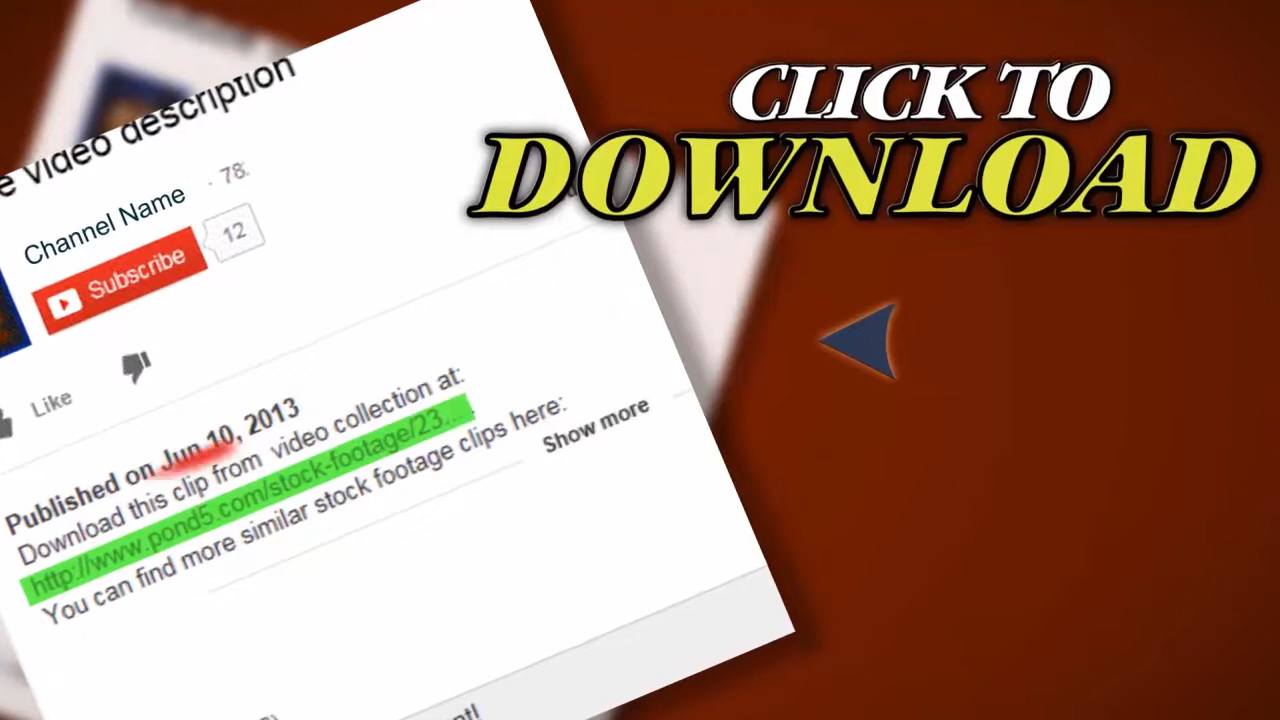 CLICK TO
DOWNLOAD
video description
Channel Name
78
Subscribe
12
Like
Published on Jun 10, 2013
Download this clip from video collection at:
http://www.pond5.com/stock-footage/23...
You can find more similar stock footage clips here:
Show more